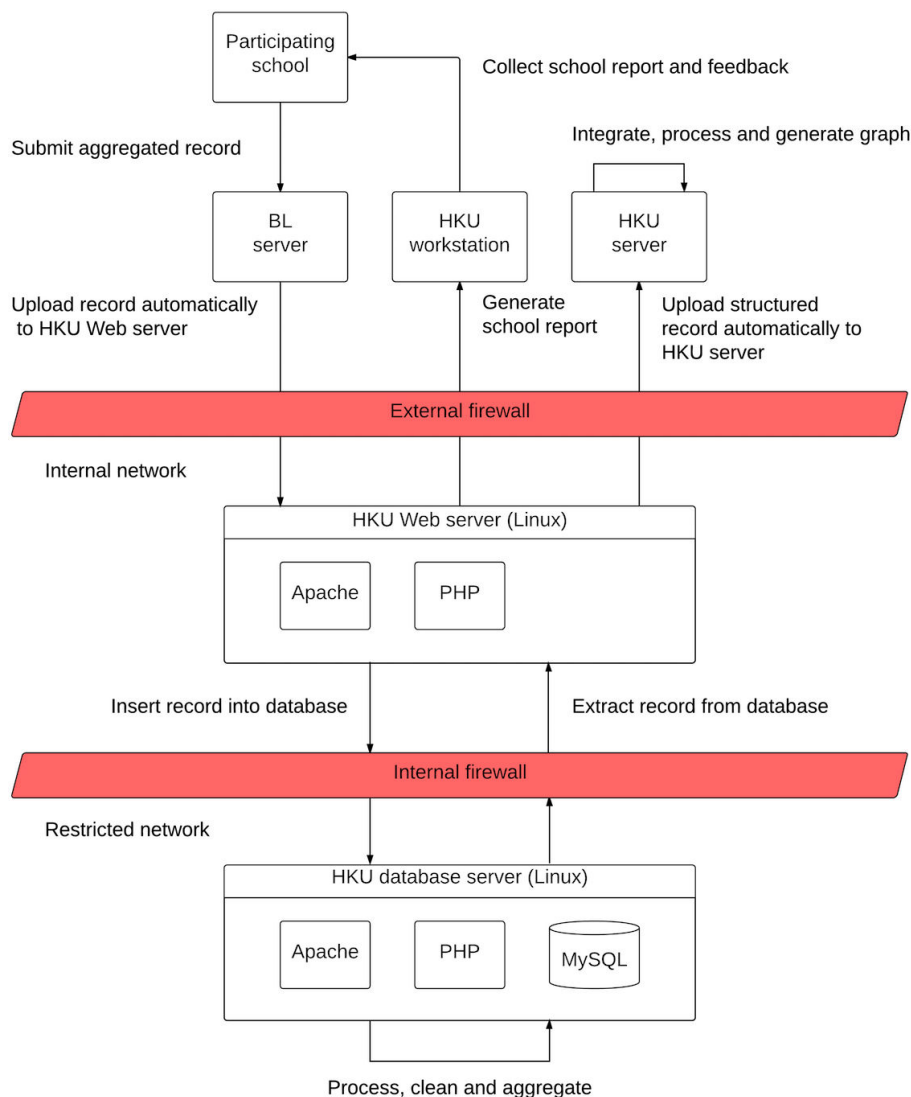 Participating
school
Collect school report and feedback
Submit aggregated record
Integrate, process and generate graph
BL
server
HKU
workstation
HKU
server
Upload record automatically
to HKU Web server
Generate
school report
Upload structured
record automatically to
HKU server
External firewall
Internal network
HKU Web server (Linux)
Apache
PHP
Insert record into database
Extract record from database
Internal firewall
Restricted network
HKU database server (Linux)
Apache
PHP
MySQL
Process, clean and aggregate